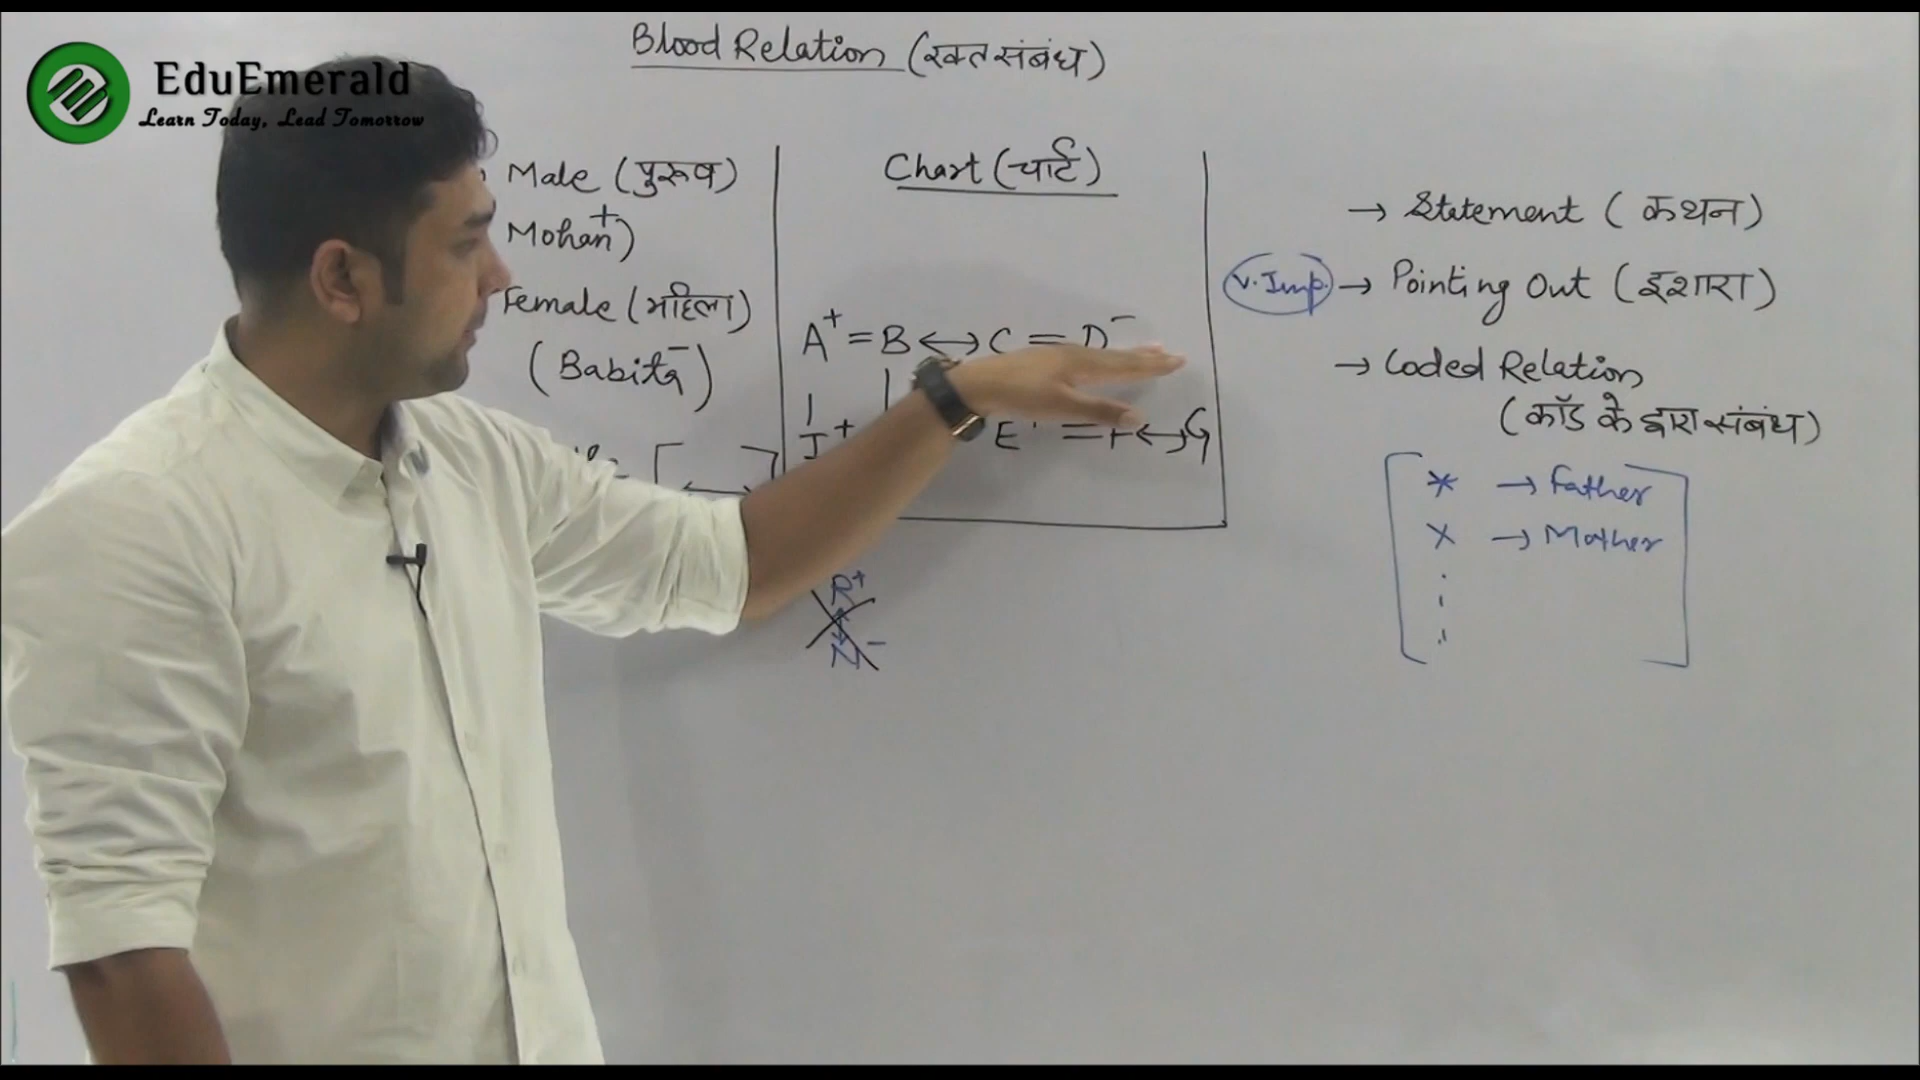 EduEmerald
Learn Today, Lead Tomorrow
Blood Relation (रक्त संबंध)
Male (पुरूष)
Mohan+)
Female (महिला)
(Babita-)
Chart (चार्ट)
A+ = B ↔ C = D-
J+ E = F ↔ G
R+
N-
→ Statement (कथन)
V. Imp. → Pointing Out (इशारा)
→ Coded Relation
(कॉड के द्वारा संबंध)
* → Father
× → Mother